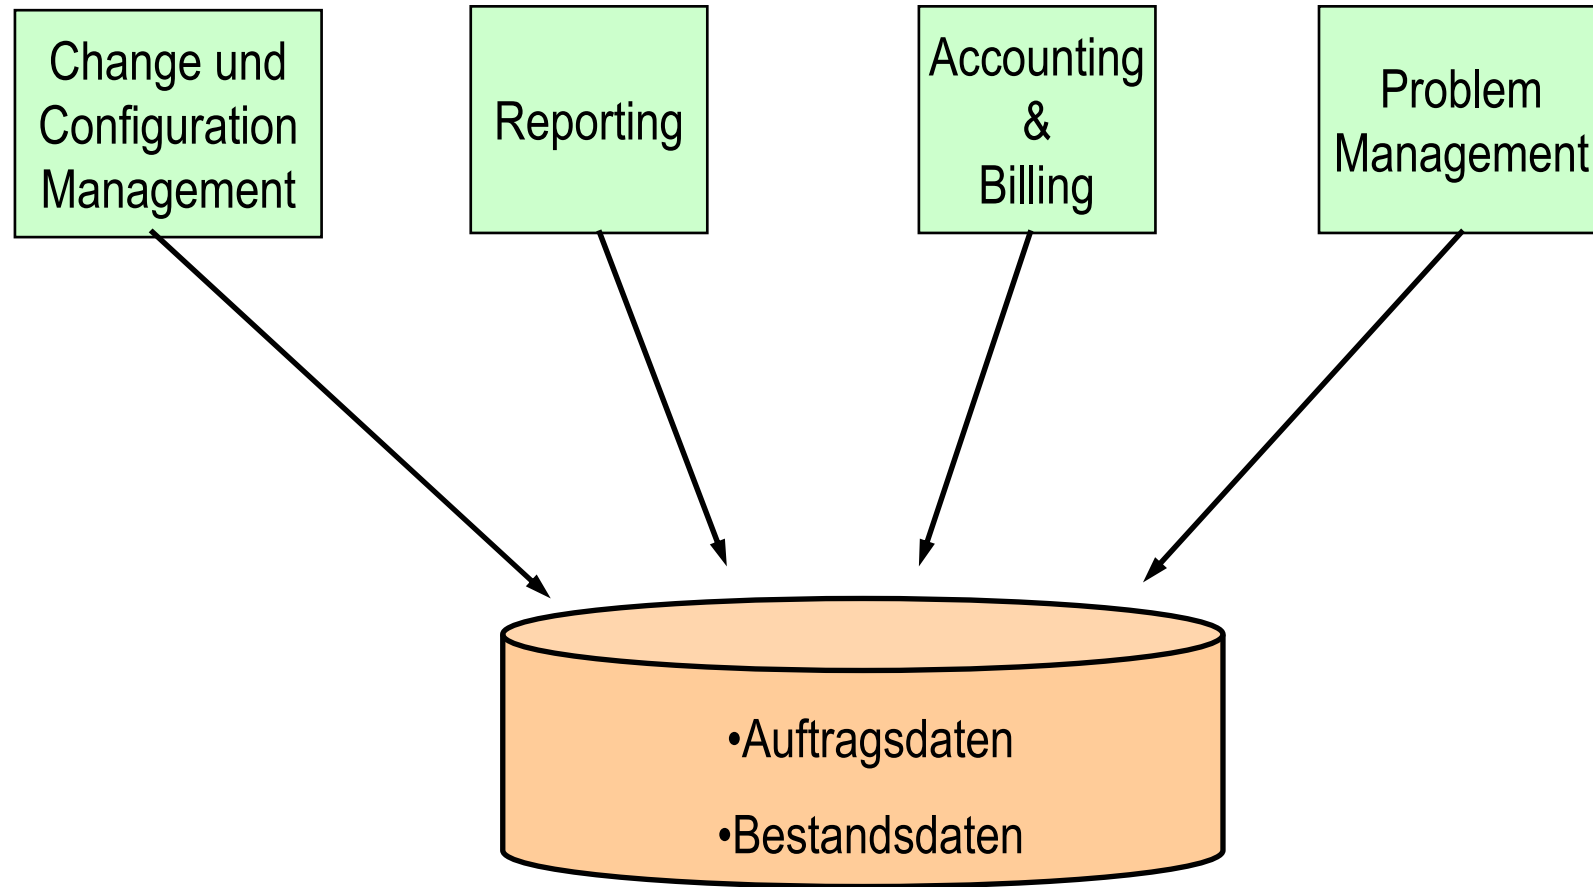 Change und
Configuration
Management
Reporting
Accounting
&
Billing
Problem
Management
•Auftragsdaten
•Bestandsdaten